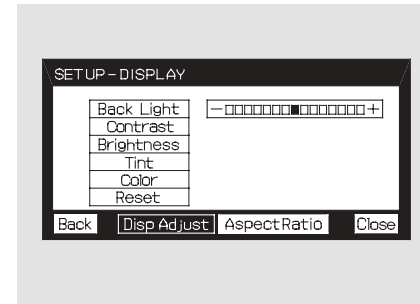 SETUP-DISPLAY
Back Light - +
Contrast
Brightness
Tint
Color
Reset
Back Disp Adjust Aspect Ratio Close